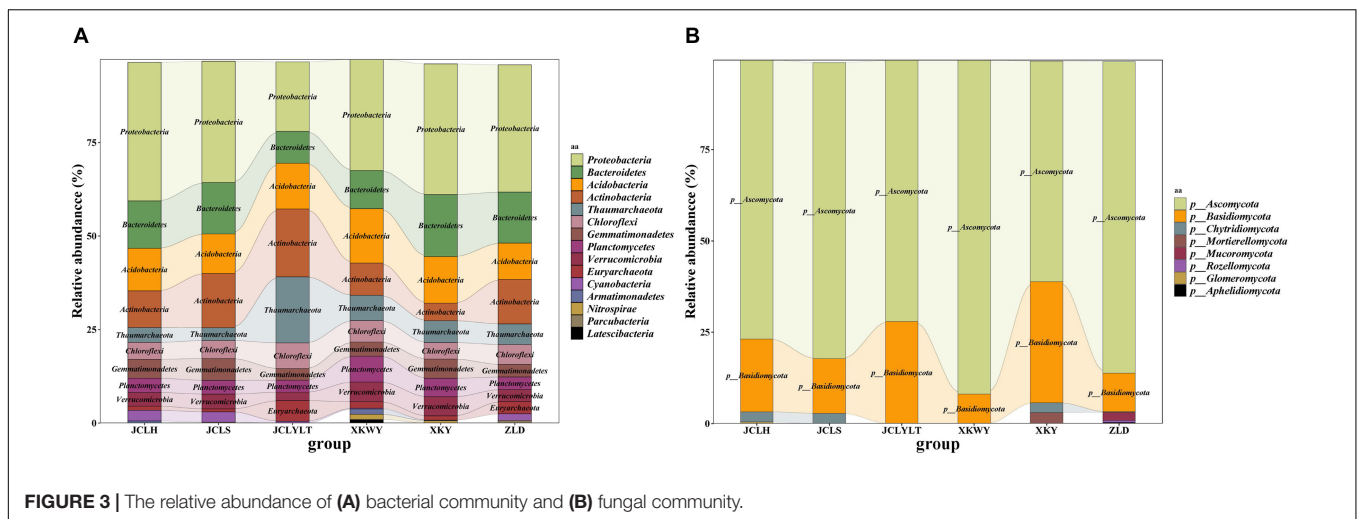 A
B
Relative abundancce (%)
75
50
25
0
Proteobacteria
Bacteroidetes
Acidobacteria
Actinobacteria
Thaumarchaeota
Chloroflexi
Gemmatimonadetes
Planctomycetes
Verrucomicrobia
Proteobacteria
Bacteroidetes
Acidobacteria
Actinobacteria
Thaumarchaeota
Chloroflexi
Gemmatimonadetes
Planctomycetes
Verrucomicrobia
Proteobacteria
Bacteroidetes
Acidobacteria
Actinobacteria
Thaumarchaeota
Chloroflexi
Gemmatimonadetes
Planctomycetes
Euryarchaeota
Proteobacteria
Bacteroidetes
Acidobacteria
Actinobacteria
Thaumarchaeota
Chloroflexi
Gemmatimonadetes
Planctomycetes
Verrucomicrobia
Proteobacteria
Bacteroidetes
Acidobacteria
Actinobacteria
Thaumarchaeota
Chloroflexi
Gemmatimonadetes
Planctomycetes
Verrucomicrobia
Proteobacteria
Bacteroidetes
Acidobacteria
Actinobacteria
Thaumarchaeota
Chloroflexi
Gemmatimonadetes
Planctomycetes
Verrucomicrobia
Euryarchaeota
JCLH JCLS JCLYLT XKWY XKY ZLD
group
aa
Proteobacteria
Bacteroidetes
Acidobacteria
Actinobacteria
Thaumarchaeota
Chloroflexi
Gemmatimonadetes
Planctomycetes
Verrucomicrobia
Euryarchaeota
Cyanobacteria
Armatimonadetes
Nitrospirae
Parcubacteria
Latescibacteria
Relative abundance (%)
75
50
25
0
p__Ascomycota
p__Basidiomycota
p__Ascomycota
p__Basidiomycota
p__Ascomycota
p__Basidiomycota
p__Ascomycota
p__Basidiomycota
p__Ascomycota
p__Basidiomycota
p__Ascomycota
p__Basidiomycota
JCLH JCLS JCLYLT XKWY XKY ZLD
group
aa
p__Ascomycota
p__Basidiomycota
p__Chytridiomycota
p__Mortierellomycota
p__Mucoromycota
p__Rozellomycota
p__Glomeromycota
p__Aphelidiomycota
FIGURE 3 | The relative abundance of (A) bacterial community and (B) fungal community.